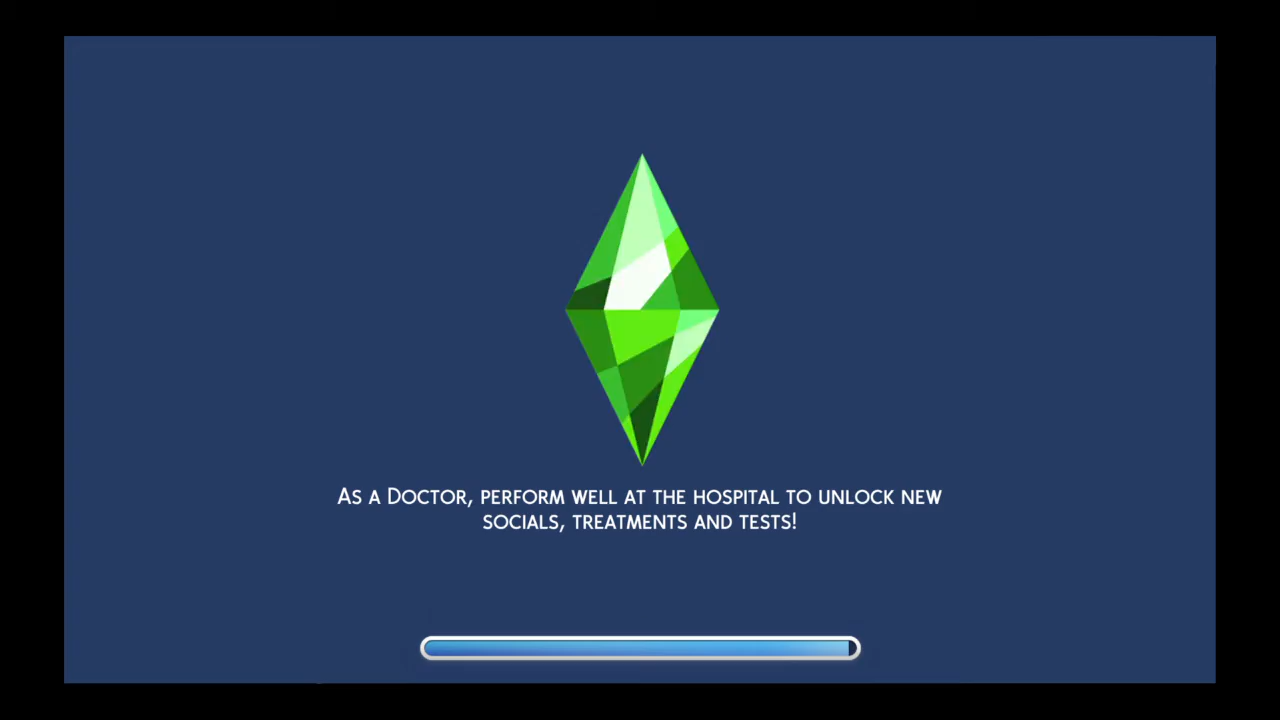 As a Doctor, perform well at the hospital to unlock new
socials, treatments and tests!